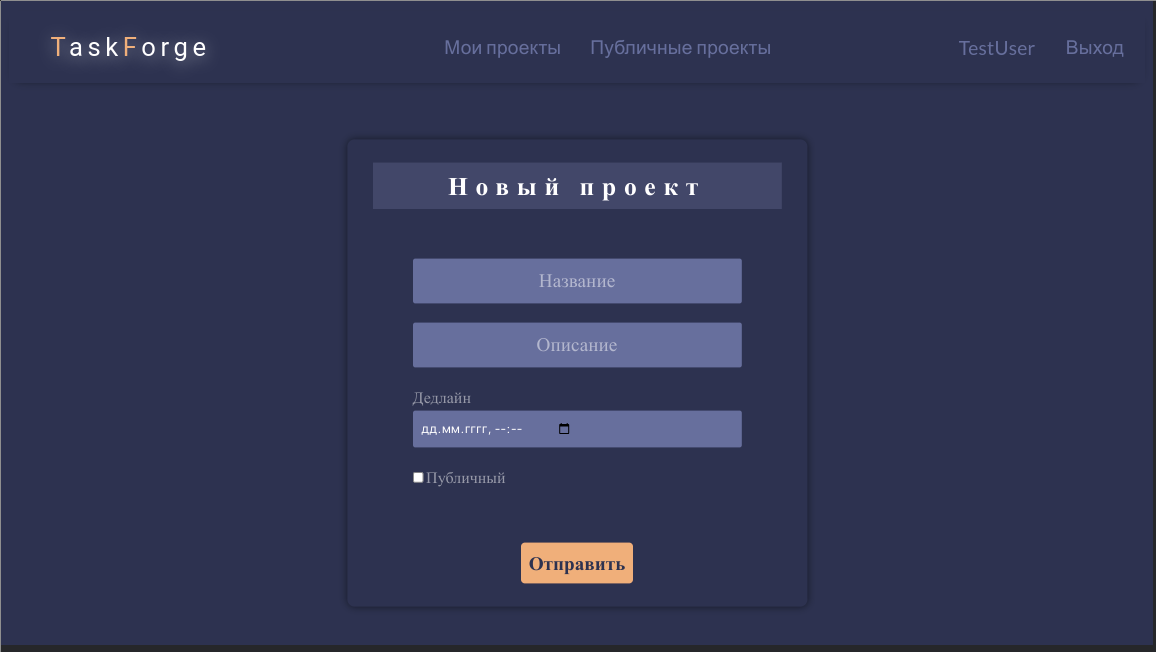 TaskForge Мои проекты Публичные проекты TestUser Выход
Новый проект
Название
Описание
Дедлайн
дд.мм.гггг, --:--
Публичный
Отправить